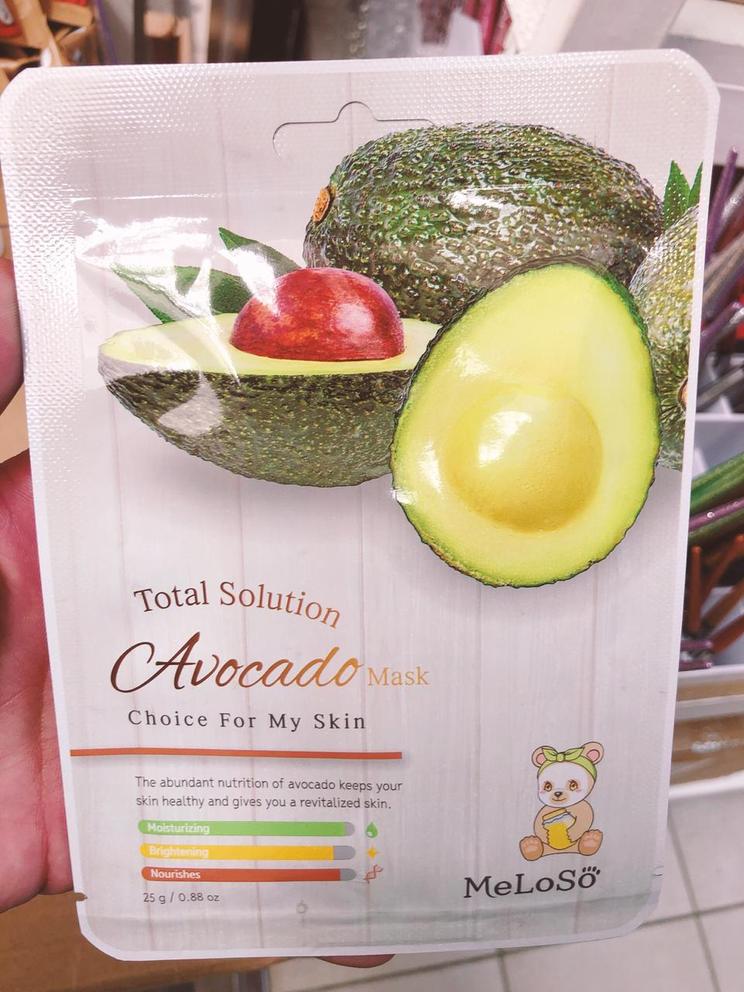 Total Solution
Avocado Mask
Choice For My Skin
The abundant nutrition of avocado keeps your
skin healthy and gives you a revitalized skin.
Moisturizing
Brightening
Nourishes
25 g / 0.88 oz
MeLoSo